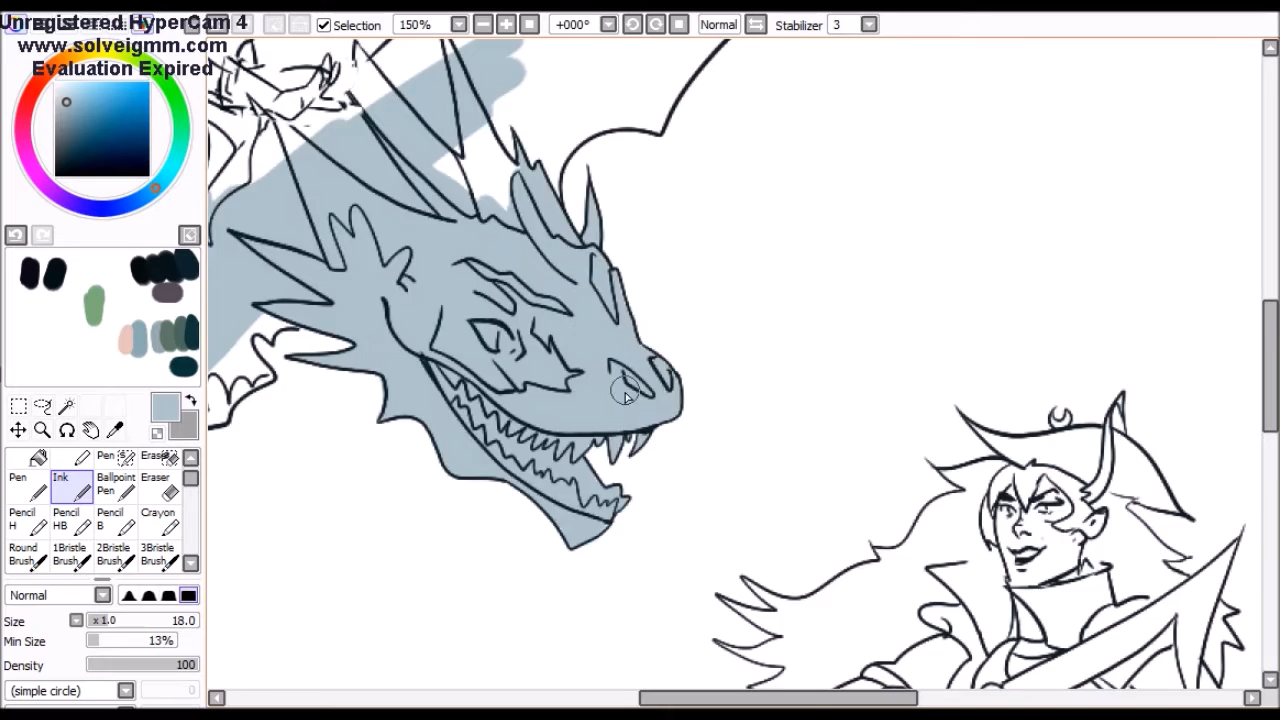 Unregistered HyperCam 4
www.solveigmm.com
Evaluation Expired
Selection
150%
+000°
Normal
Stabilizer
3
Pen
Erase
Pen
Ink
Ballpoint
Pen
Eraser
Pencil
H
Pencil
HB
Pencil
B
Crayon
Round
Brush
1Bristle
Brush
2Bristle
Brush
3Bristle
Brush
Normal
Size
x 1.0
18.0
Min Size
13%
Density
100
(simple circle)
0